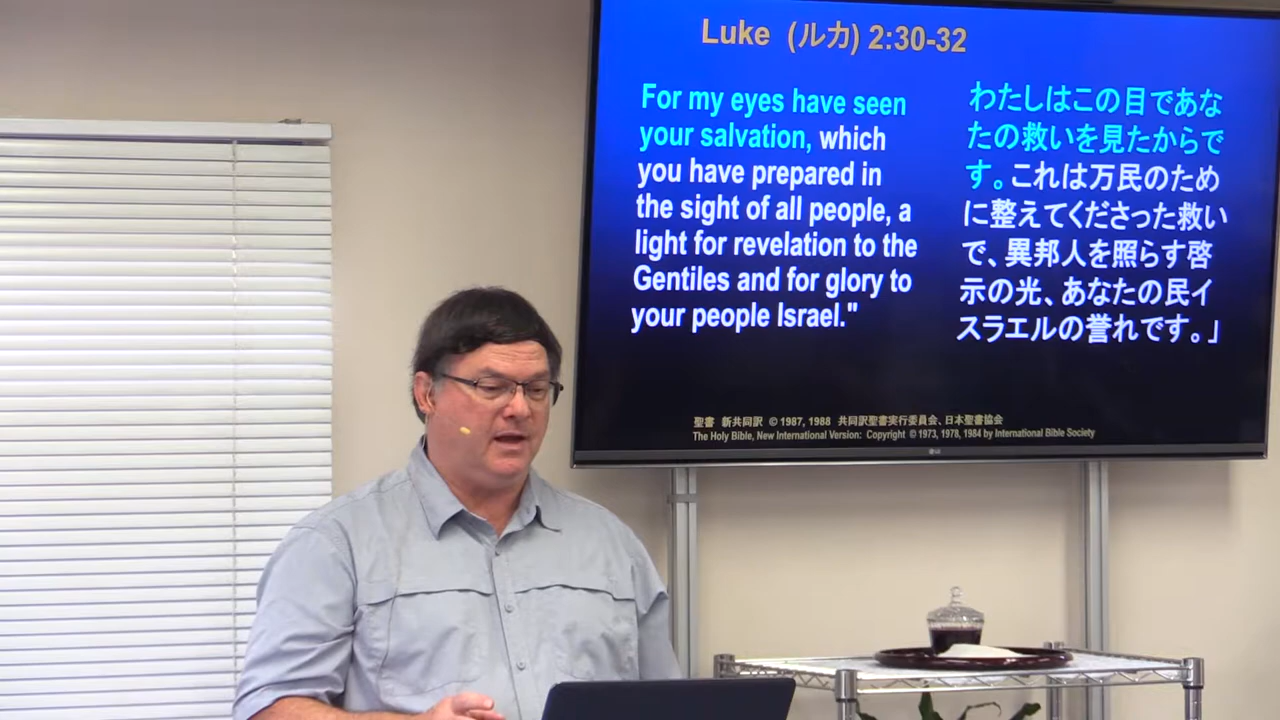 Luke (ルカ) 2:30-32
For my eyes have seen
your salvation, which
you have prepared in
the sight of all people, a
light for revelation to the
Gentiles and for glory to
your people Israel."
わたしはこの目であな
たの救いを見たからで
す。これは万民のため
に整えてくださった救い
で、異邦人を照らす啓
示の光、あなたの民イ
スラエルの誉れです。」
聖書 新共同訳 © 1987, 1988 共同訳聖書実行委員会、日本聖書協会
The Holy Bible, New International Version: Copyright © 1973, 1978, 1984 by International Bible Society
LG